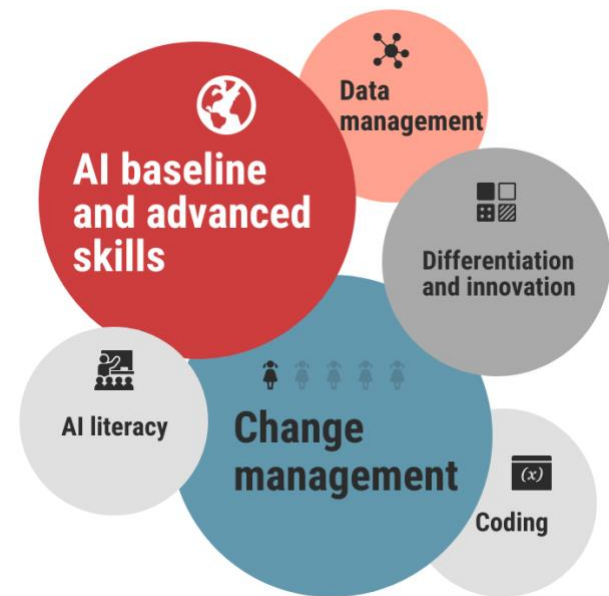 Data
management
AI baseline
and advanced
skills
Differentiation
and innovation
AI literacy
Change
management
(x)
Coding